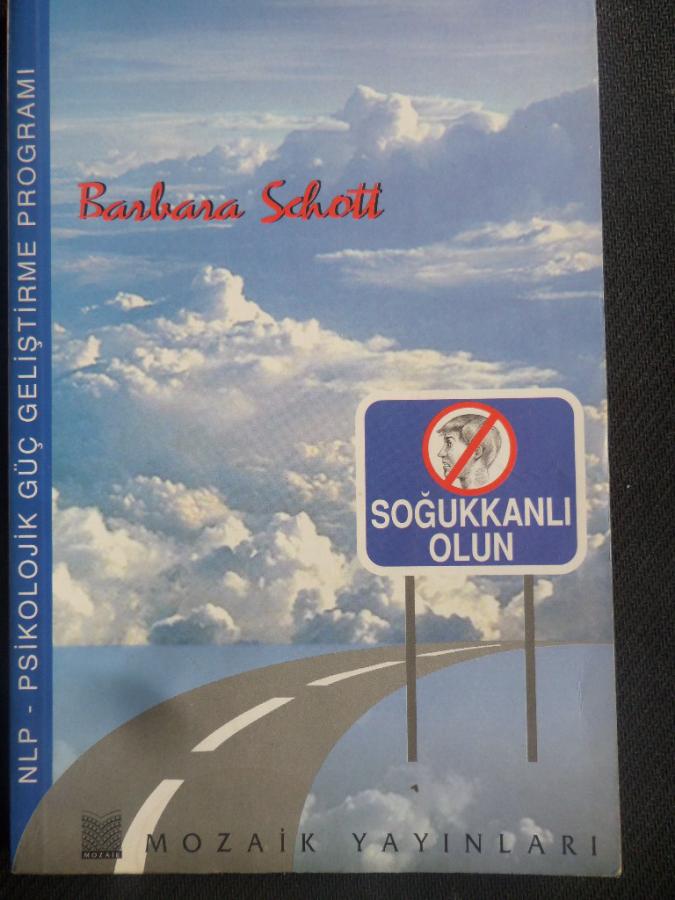 NLP - PSİKOLOJİK GÜÇ GELİŞTİRME PROGRAMI
Barbara Schott
SOĞUKKANLI
OLUN
MOZAİK
MOZAİK YAYINLARI